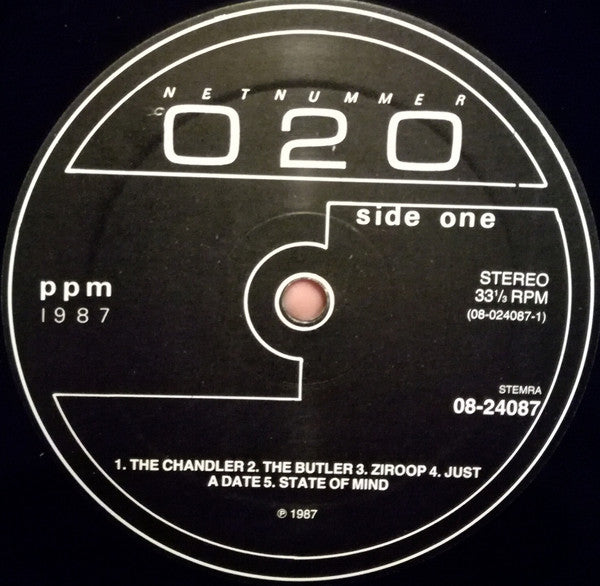 NETNUMMER
020
side one
ppm
1987
STEREO
33⅓ RPM
(08-024087-1)
STEMRA
08-24087
1. THE CHANDLER 2. THE BUTLER 3. ZIROOP 4. JUST
A DATE 5. STATE OF MIND
℗ 1987